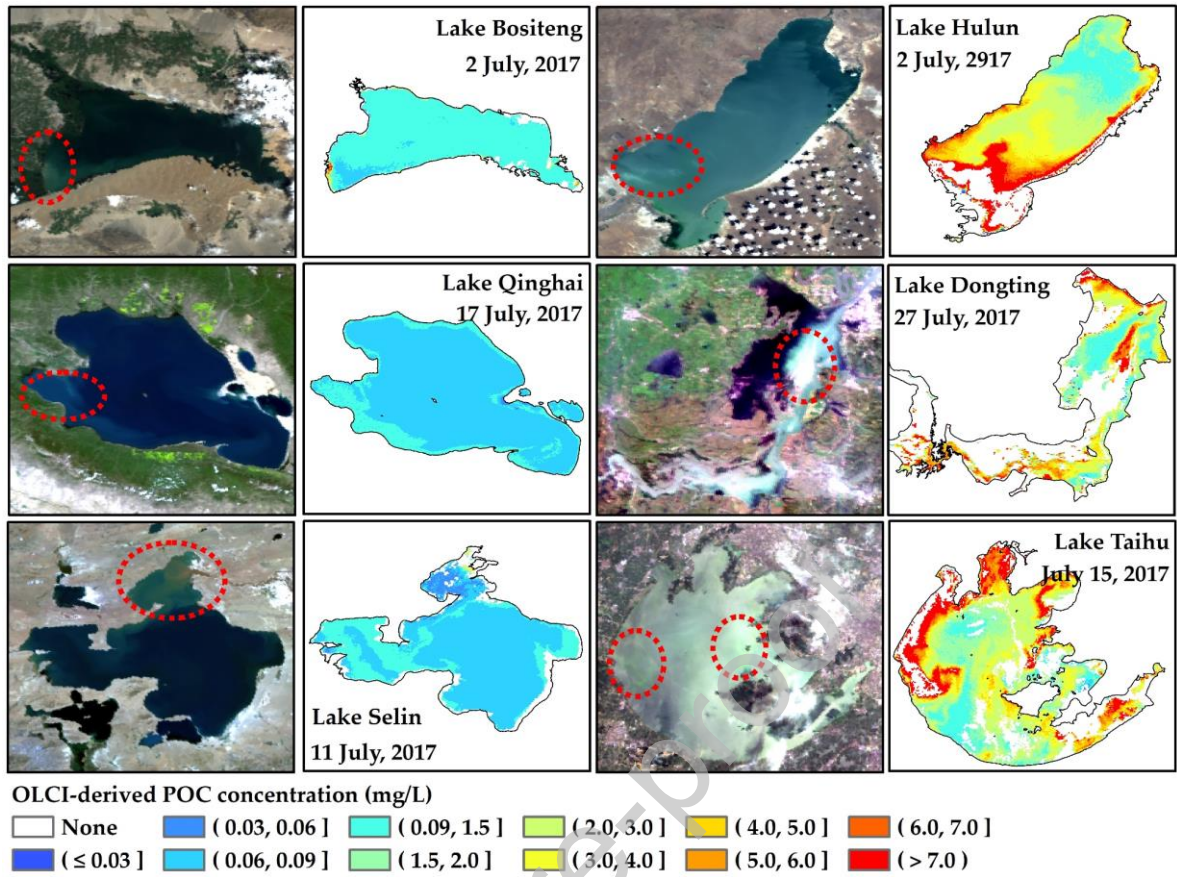 Lake Bositeng
2 July, 2017
Lake Hulun
2 July, 2917
Lake Qinghai
17 July, 2017
Lake Dongting
27 July, 2017
Lake Selin
11 July, 2017
Lake Taihu
July 15, 2017
OLCI-derived POC concentration (mg/L)
None ( 0.03, 0.06 ] ( 0.09, 1.5 ] ( 2.0, 3.0 ] ( 4.0, 5.0 ] ( 6.0, 7.0 ]
( ≤ 0.03 ] ( 0.06, 0.09 ] ( 1.5, 2.0 ] ( 3.0, 4.0 ] ( 5.0, 6.0 ] ( > 7.0 )